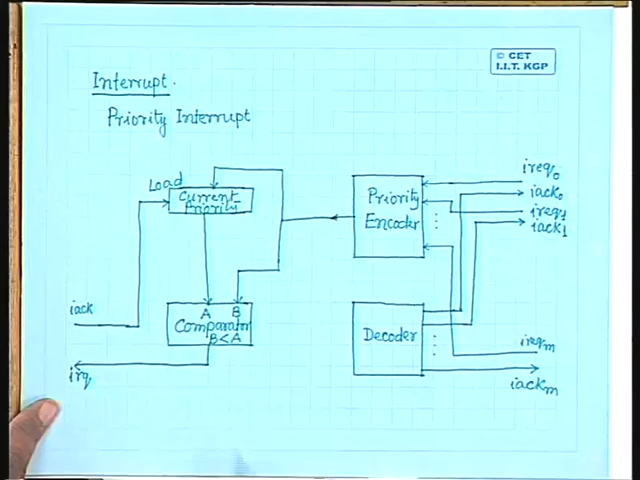 © CET
I.I.T. KGP
Interrupt.
Priority Interrupt
Load
Current
Priority
Priority
Encoder
ireq0
iack0
ireq1
iack1
iack
A B
Comparator
B<A
irq
Decoder
ireqm
iackm